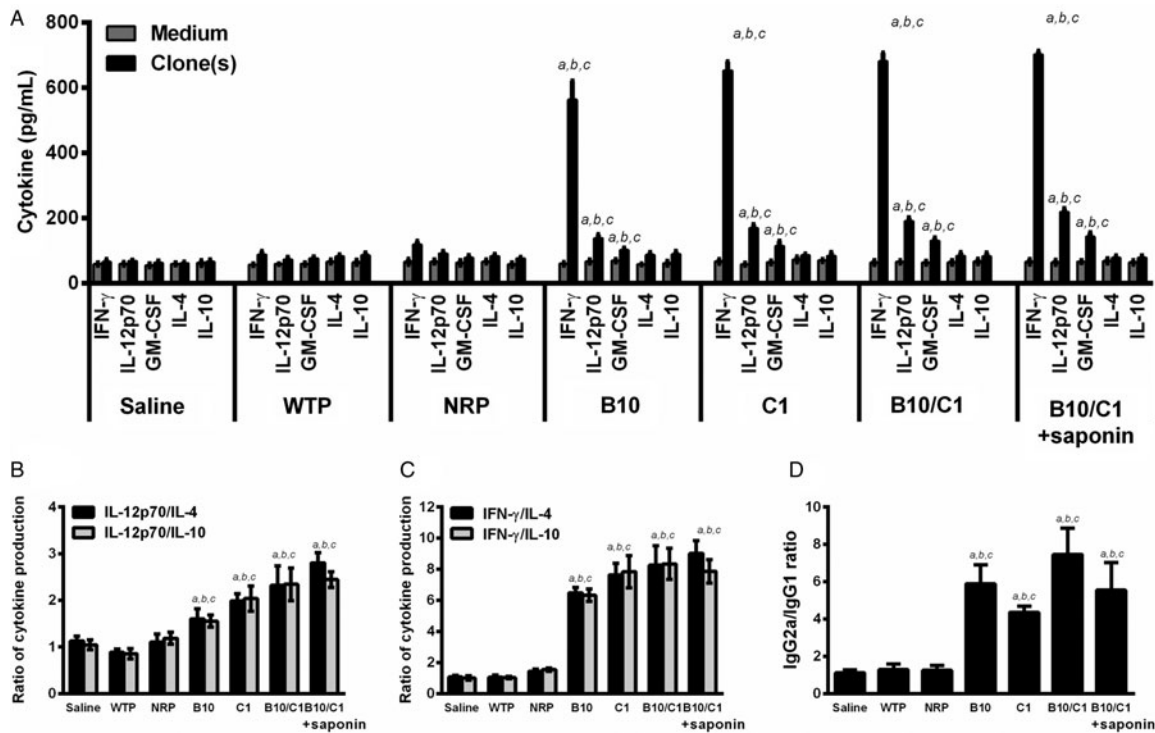 A
Cytokine (pg/mL)
800
600
400
200
0
Medium
Clone(s)
a,b,c
a,b,c
a,b,c
a,b,c
a,b,c
a,b,c
a,b,c
a,b,c
a,b,c
a,b,c
a,b,c
a,b,c
IFN-γ
IL-12p70
GM-CSF
IL-4
IL-10
IFN-γ
IL-12p70
GM-CSF
IL-4
IL-10
IFN-γ
IL-12p70
GM-CSF
IL-4
IL-10
IFN-γ
IL-12p70
GM-CSF
IL-4
IL-10
IFN-γ
IL-12p70
GM-CSF
IL-4
IL-10
IFN-γ
IL-12p70
GM-CSF
IL-4
IL-10
IFN-γ
IL-12p70
GM-CSF
IL-4
IL-10
Saline
WTP
NRP
B10
C1
B10/C1
B10/C1
+saponin
B
Ratio of cytokine production
4
3
2
1
0
IL-12p70/IL-4
IL-12p70/IL-10
a,b,c
a,b,c
a,b,c
a,b,c
Saline
WTP
NRP
B10
C1
B10/C1
B10/C1
+saponin
C
Ratio of cytokine production
12
10
8
6
4
2
0
IFN-γ/IL-4
IFN-γ/IL-10
a,b,c
a,b,c
a,b,c
a,b,c
Saline
WTP
NRP
B10
C1
B10/C1
B10/C1
+saponin
D
IgG2a/IgG1 ratio
10
8
6
4
2
0
a,b,c
a,b,c
a,b,c
a,b,c
Saline
WTP
NRP
B10
C1
B10/C1
B10/C1
+saponin